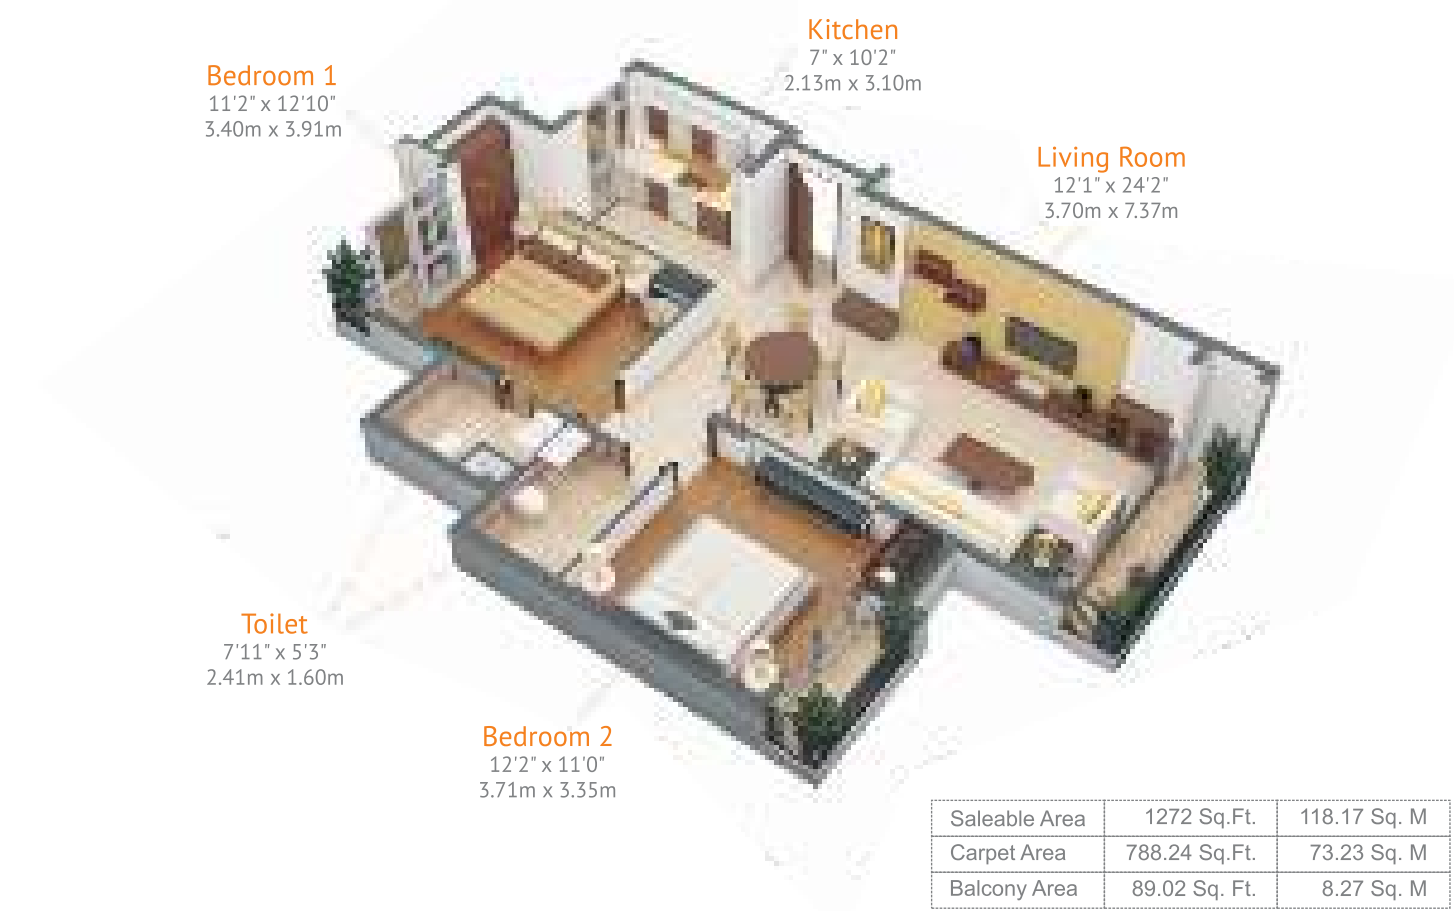 Kitchen
7" x 10'2"
2.13m x 3.10m
Bedroom 1
11'2" x 12'10"
3.40m x 3.91m
Living Room
12'1" x 24'2"
3.70m x 7.37m
Toilet
7'11" x 5'3"
2.41m x 1.60m
Bedroom 2
12'2" x 11'0"
3.71m x 3.35m
Saleable Area 1272 Sq.Ft. 118.17 Sq. M
Carpet Area 788.24 Sq.Ft. 73.23 Sq. M
Balcony Area 89.02 Sq. Ft. 8.27 Sq. M